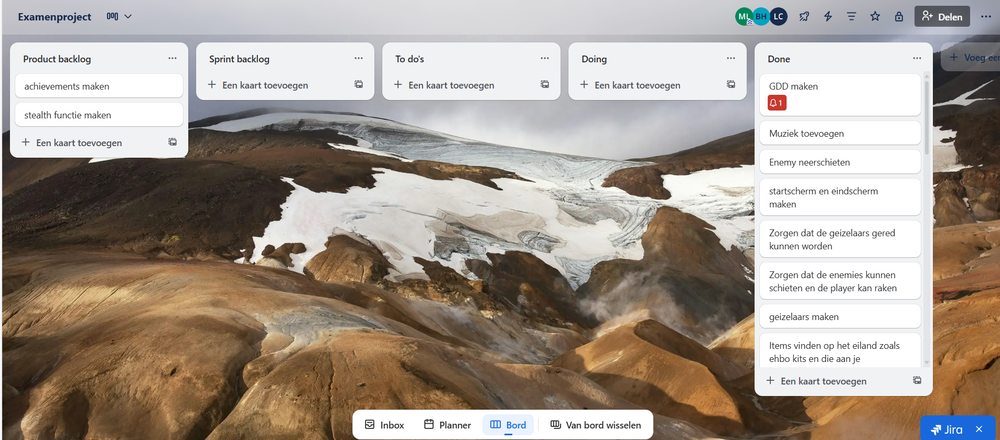 Examenproject
ML BH LC
Delen
Product backlog
achievements maken
stealth functie maken
Een kaart toevoegen
Sprint backlog
Een kaart toevoegen
To do's
Een kaart toevoegen
Doing
Een kaart toevoegen
Done
GDD maken
1
Muziek toevoegen
Enemy neerschieten
startscherm en eindscherm
maken
Zorgen dat de geizelaars gered
kunnen worden
Zorgen dat de enemies kunnen
schieten en de player kan raken
geizelaars maken
Items vinden op het eiland zoals
ehbo kits en die aan je
Een kaart toevoegen
Voeg een
Inbox
Planner
Bord
Van bord wisselen
Jira